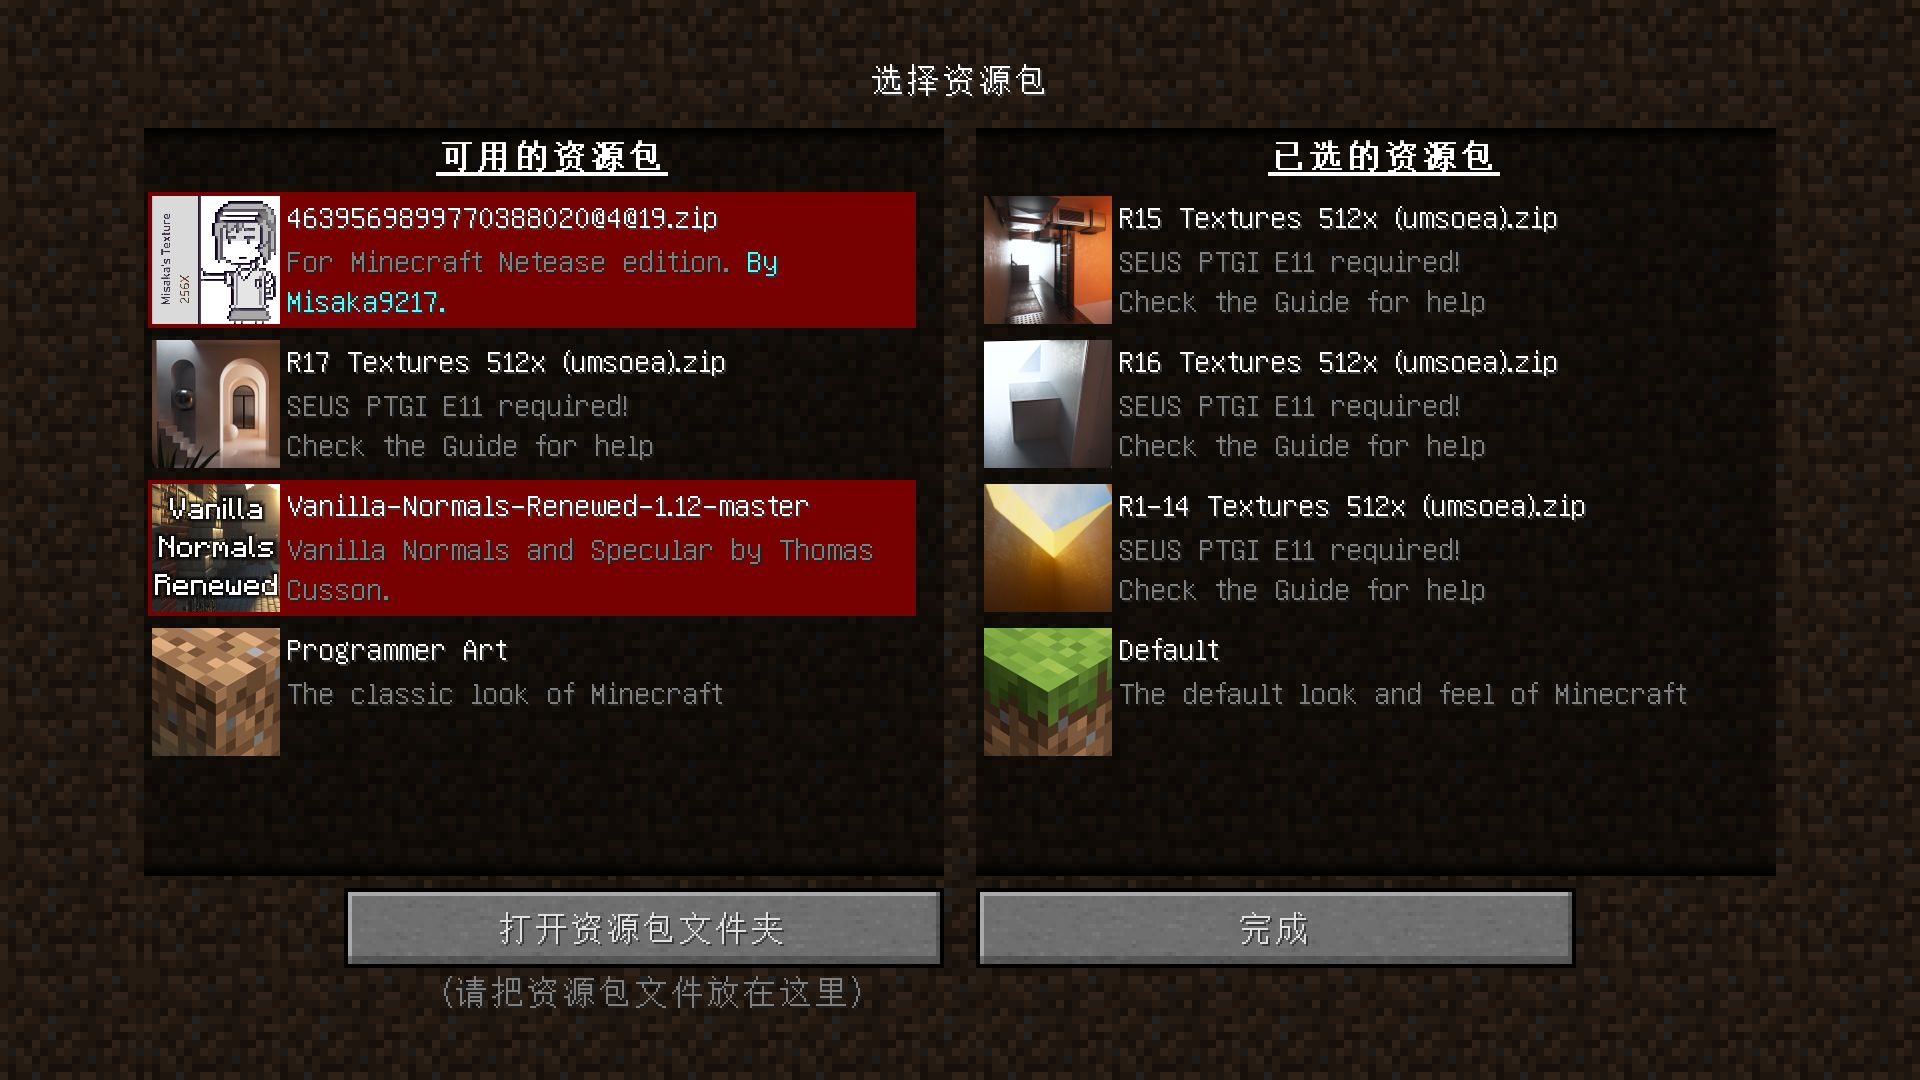 选择资源包
可用的资源包
Misaka's Texture
256X
4639569899770388020@4@19.zip
For Minecraft Netease edition. By
Misaka9217.
R17 Textures 512x (umsoea).zip
SEUS PTGI E11 required!
Check the Guide for help
Vanilla
Normals
Renewed
Vanilla-Normals-Renewed-1.12-master
Vanilla Normals and Specular by Thomas
Cusson.
Programmer Art
The classic look of Minecraft
已选的资源包
R15 Textures 512x (umsoea).zip
SEUS PTGI E11 required!
Check the Guide for help
R16 Textures 512x (umsoea).zip
SEUS PTGI E11 required!
Check the Guide for help
R1-14 Textures 512x (umsoea).zip
SEUS PTGI E11 required!
Check the Guide for help
Default
The default look and feel of Minecraft
打开资源包文件夹
(请把资源包文件放在这里)
完成